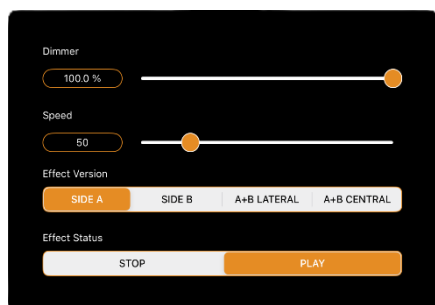 Dimmer
100.0 %
Speed
50
Effect Version
SIDE A SIDE B A+B LATERAL A+B CENTRAL
Effect Status
STOP PLAY